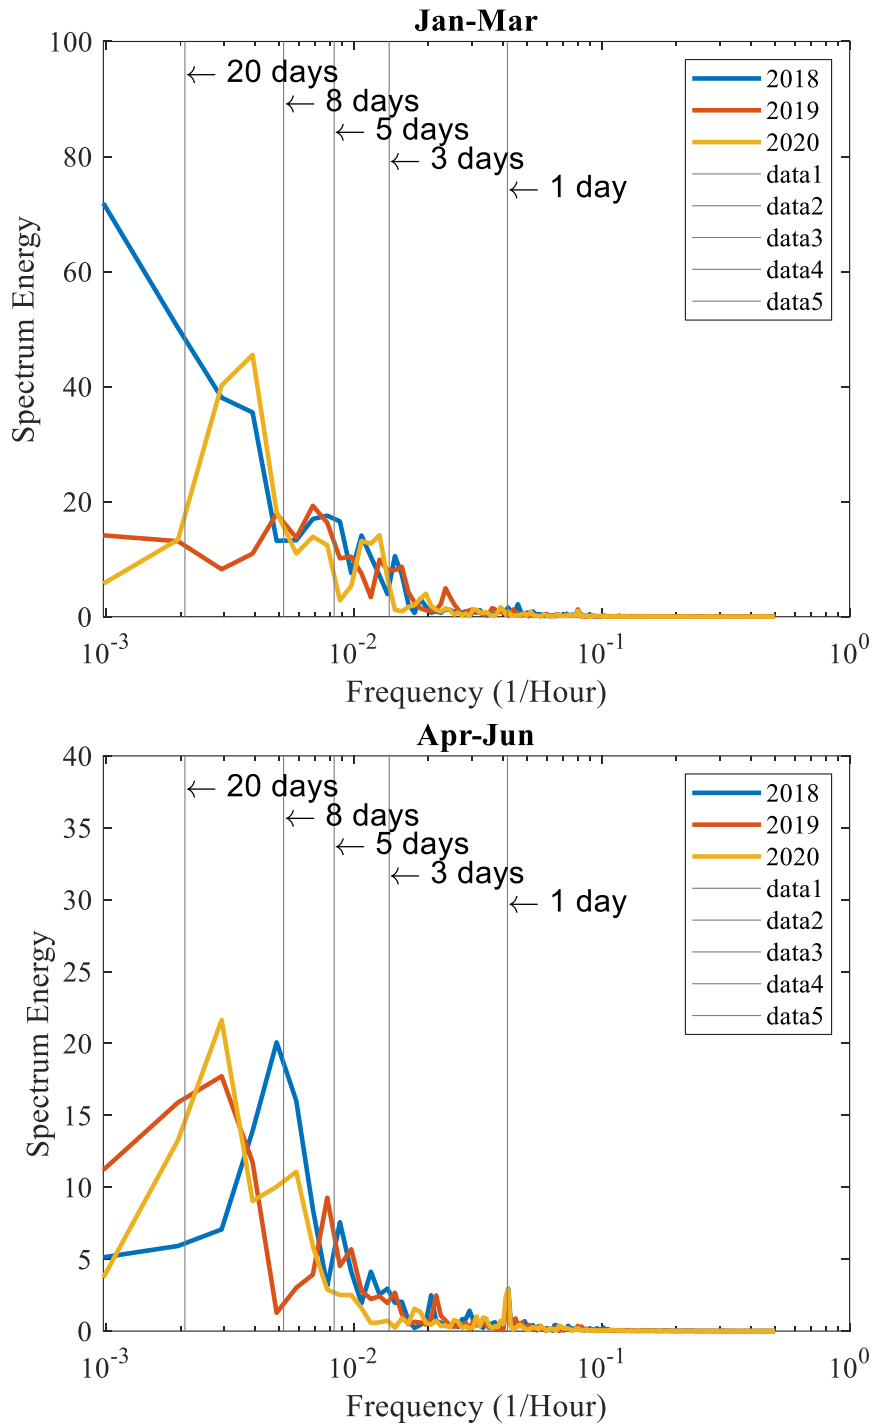 Jan-Mar
100
80
60
40
20
0
Spectrum Energy
← 20 days
← 8 days
← 5 days
← 3 days
← 1 day
2018
2019
2020
data1
data2
data3
data4
data5
10^-3
10^-2
10^-1
10^0
Frequency (1/Hour)
Apr-Jun
40
35
30
25
20
15
10
5
0
Spectrum Energy
← 20 days
← 8 days
← 5 days
← 3 days
← 1 day
2018
2019
2020
data1
data2
data3
data4
data5
10^-3
10^-2
10^-1
10^0
Frequency (1/Hour)